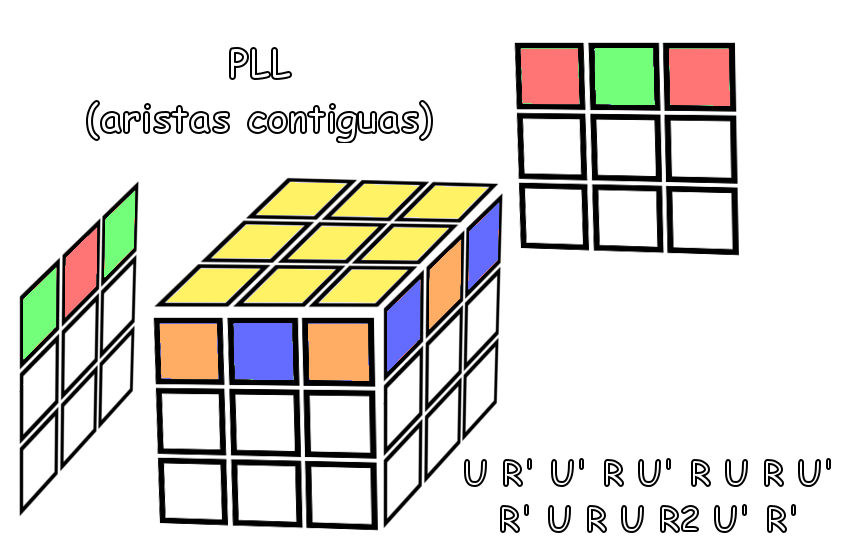 PLL
(aristas contiguas)
U R' U' R U' R U R U'
R' U R U R2 U' R'